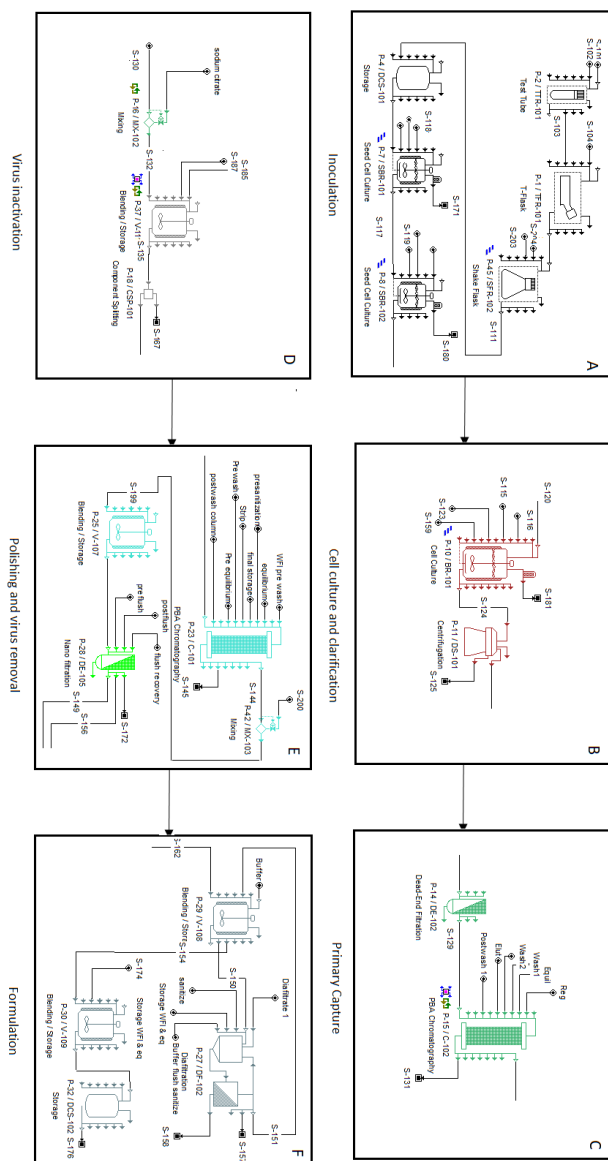 A
S-101
S-102
P-2 / TTR-101
Test Tube
S-103
S-104
P-1 / TFR-101
T-Flask
S-203
S-204
P-45 / SFR-102
Shake Flask
S-111
P-4 / DCS-101
Storage
S-118
P-7 / SBR-101
Seed Cell Culture
S-171
S-117
S-119
P-8 / SBR-102
Seed Cell Culture
S-180
Inoculation
B
S-120
S-116
S-115
S-123
S-159
P-10 / BR-101
Cell Culture
S-181
S-124
P-11 / DS-101
Centrifugation
S-125
Cell culture and clarification
C
P-14 / DE-102
Dead-End Filtration
S-129
Reg
Equil
Wash1
Wash2
Elut
Postwash 1
P-15 / C-102
PBA Chromatography
S-131
Primary Capture
D
sodium citrate
S-130
P-16 / MX-102
Mixing
S-132
S-185
S-187
P-37 / V-11
Blending / Storage
S-135
P-18 / CSP-101
Component Splitting
S-167
Virus inactivation
E
WFI pre wash
equilibrium
final storage
presanitization
Strip
Pre wash
Pre equilibrium
postwash column
P-23 / C-101
PBA Chromatography
S-145
S-144
S-200
P-42 / MX-103
Mixing
S-199
P-25 / V-107
Blending / Storage
pre flush
postflush
flush recovery
P-28 / DE-105
Nano filtration
S-172
S-156
S-149
Polishing and virus removal
F
S-162
Buffer
P-29 / V-108
Blending / Storage
S-154
S-150
Diafiltrate 1
sanitize
Storage WFI & eq
Buffer flush sanitize
P-27 / DF-102
Diafiltration
S-151
S-157
S-158
S-174
Storage WFI & eq
P-30 / V-109
Blending / Storage
P-32 / DCS-102
Storage
S-176
Formulation